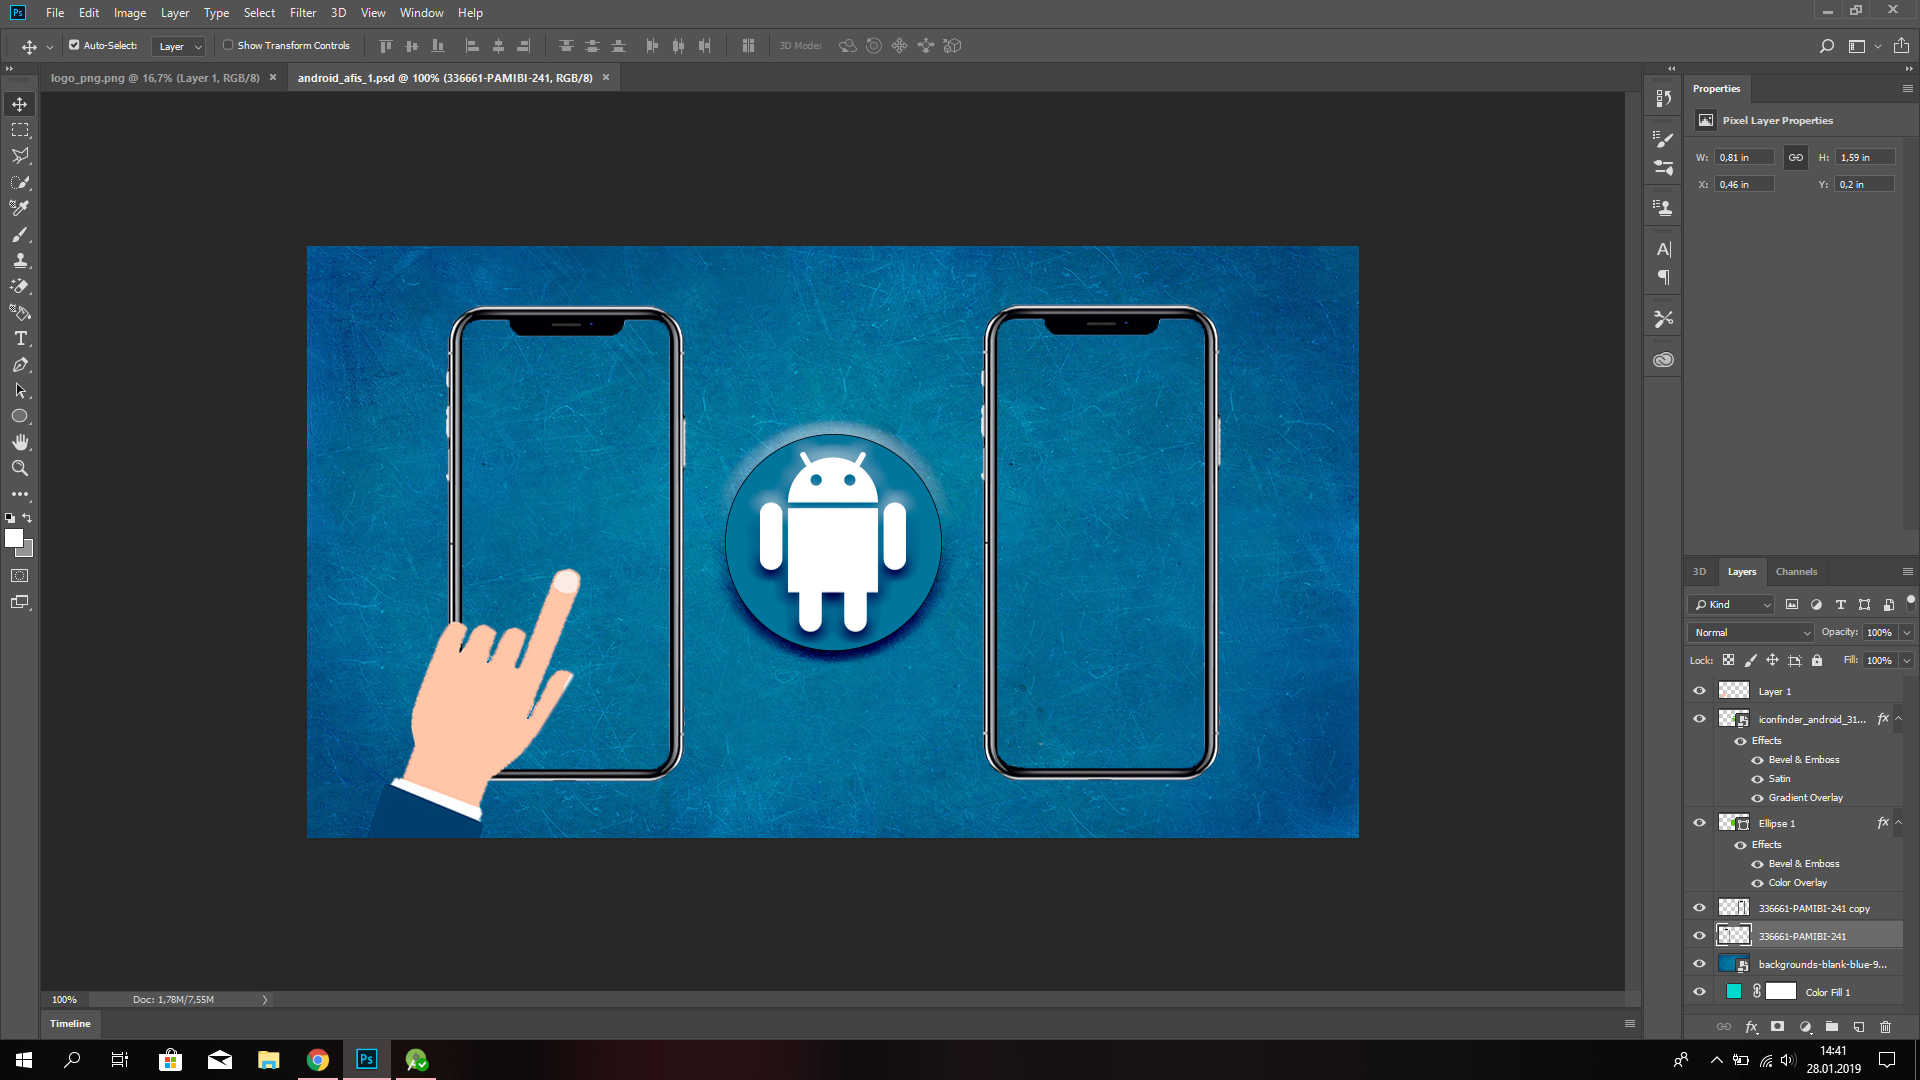 Ps File Edit Image Layer Type Select Filter 3D View Window Help
Auto-Select: Layer Show Transform Controls 3D Mode:
logo_png.png @ 16,7% (Layer 1, RGB/8) × android_afis_1.psd @ 100% (336661-PAMIBI-241, RGB/8) ×
Properties
Pixel Layer Properties
W: 0,81 in H: 1,59 in
X: 0,46 in Y: 0,2 in
3D Layers Channels
Kind
Normal Opacity: 100%
Lock: Fill: 100%
Layer 1
iconfinder_android_31... fx
Effects
Bevel & Emboss
Satin
Gradient Overlay
Ellipse 1 fx
Effects
Bevel & Emboss
Color Overlay
336661-PAMIBI-241 copy
336661-PAMIBI-241
backgrounds-blank-blue-9...
Color Fill 1
fx
100% Doc: 1,78M/7,55M
Timeline
Ps
14:41
28.01.2019